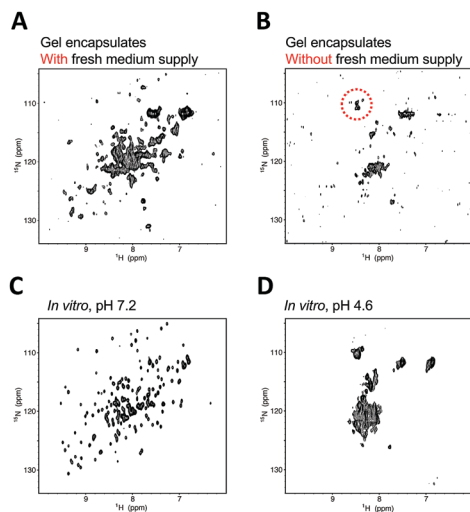 A
Gel encapsulates
With fresh medium supply
110
120
130
15N (ppm)
9 8 7
1H (ppm)
B
Gel encapsulates
Without fresh medium supply
110
120
130
15N (ppm)
9 8 7
1H (ppm)
C
In vitro, pH 7.2
110
120
130
15N (ppm)
9 8 7
1H (ppm)
D
In vitro, pH 4.6
110
120
130
15N (ppm)
9 8 7
1H (ppm)